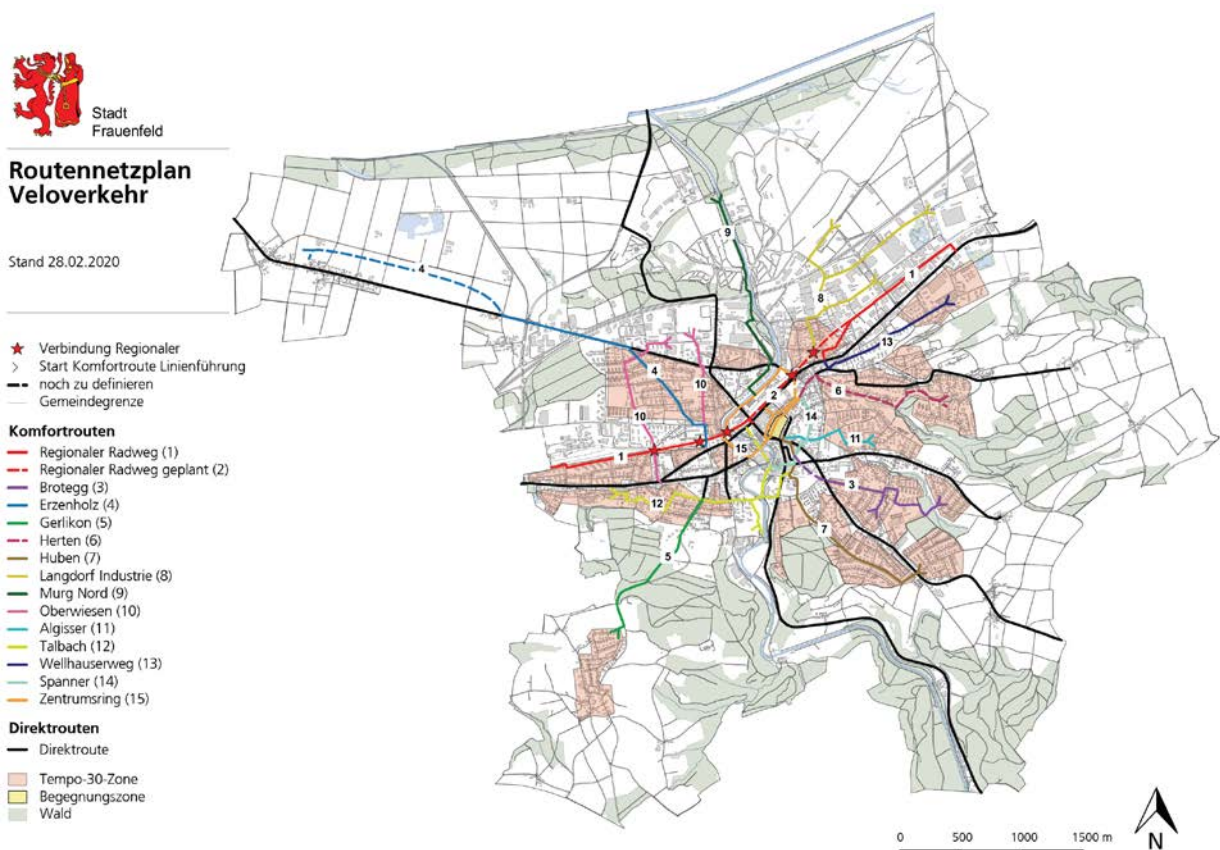 Stadt
Frauenfeld
Routennetzplan
Veloverkehr
Stand 28.02.2020
Verbindung Regionaler
Start Komfortroute Linienführung
noch zu definieren
Gemeindegrenze
Komfortrouten
Regionaler Radweg (1)
Regionaler Radweg geplant (2)
Brotegg (3)
Erzenholz (4)
Gerlikon (5)
Herten (6)
Huben (7)
Langdorf Industrie (8)
Murg Nord (9)
Oberwiesen (10)
Algisser (11)
Talbach (12)
Wellhauserweg (13)
Spanner (14)
Zentrumsring (15)
Direktrouten
Direktroute
Tempo-30-Zone
Begegnungszone
Wald
9
4
1
8
13
4
10
2
6
10
14
11
1
15
3
12
7
5
0 500 1000 1500 m
N